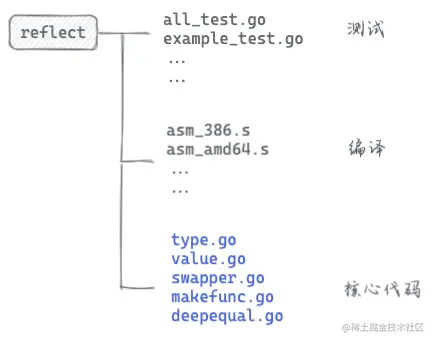 reflect
all_test.go
example_test.go
...
...
测试
asm_386.s
asm_amd64.s
...
...
编译
type.go
value.go
swapper.go
makefunc.go
deepequal.go
核心代码
@稀土掘金技术社区